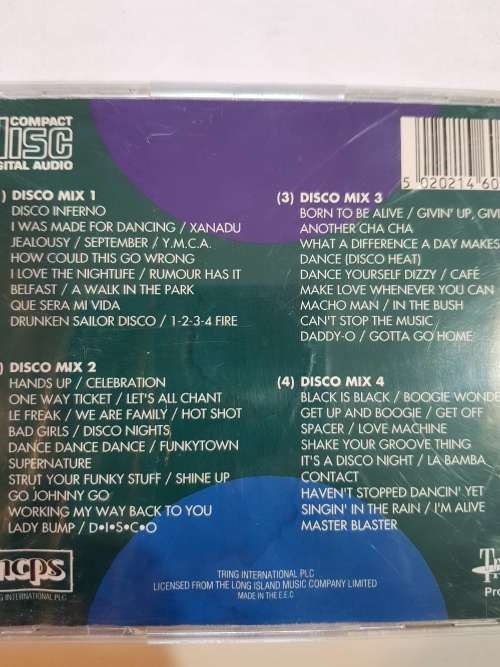 COMPACT
DISC
DIGITAL AUDIO
5 020214 60
) DISCO MIX 1
DISCO INFERNO
I WAS MADE FOR DANCING / XANADU
JEALOUSY / SEPTEMBER / Y.M.C.A.
HOW COULD THIS GO WRONG
I LOVE THE NIGHTLIFE / RUMOUR HAS IT
BELFAST / A WALK IN THE PARK
QUE SERA MI VIDA
DRUNKEN SAILOR DISCO / 1-2-3-4 FIRE
) DISCO MIX 2
HANDS UP / CELEBRATION
ONE WAY TICKET / LET'S ALL CHANT
LE FREAK / WE ARE FAMILY / HOT SHOT
BAD GIRLS / DISCO NIGHTS
DANCE DANCE DANCE / FUNKYTOWN
SUPERNATURE
STRUT YOUR FUNKY STUFF / SHINE UP
GO JOHNNY GO
WORKING MY WAY BACK TO YOU
LADY BUMP / D•I•S•C•O
(3) DISCO MIX 3
BORN TO BE ALIVE / GIVIN' UP, GIVI
ANOTHER CHA CHA
WHAT A DIFFERENCE A DAY MAKES
DANCE (DISCO HEAT)
DANCE YOURSELF DIZZY / CAFÉ
MAKE LOVE WHENEVER YOU CAN
MACHO MAN / IN THE BUSH
CAN'T STOP THE MUSIC
DADDY-O / GOTTA GO HOME
(4) DISCO MIX 4
BLACK IS BLACK / BOOGIE WONDE
GET UP AND BOOGIE / GET OFF
SPACER / LOVE MACHINE
SHAKE YOUR GROOVE THING
IT'S A DISCO NIGHT / LA BAMBA
CONTACT
HAVEN'T STOPPED DANCIN' YET
SINGIN' IN THE RAIN / I'M ALIVE
MASTER BLASTER
mcps
NG INTERNATIONAL PLC
TRING INTERNATIONAL PLC
LICENSED FROM THE LONG ISLAND MUSIC COMPANY LIMITED
MADE IN THE E.E.C
Pro